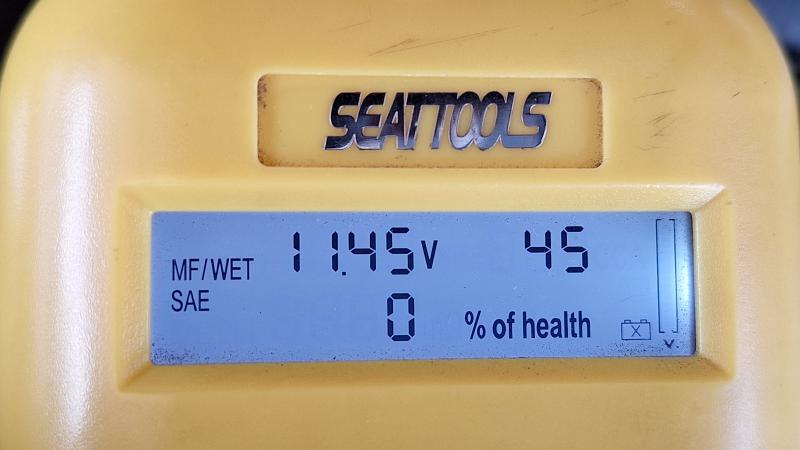 SEATTOOLS
MF/WET 11.45V 45
SAE 0 % of health